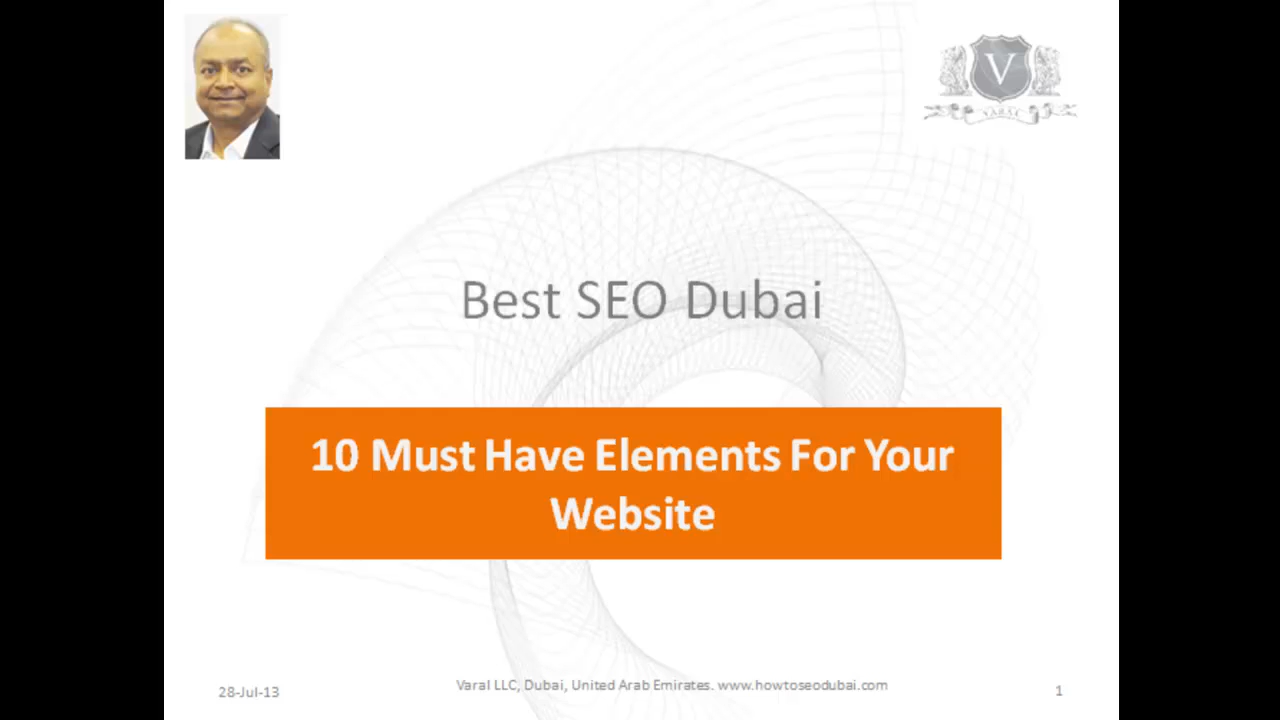 V
VARAL
Best SEO Dubai
10 Must Have Elements For Your
Website
28-Jul-13
Varal LLC, Dubai, United Arab Emirates. www.howtoseodubai.com
1